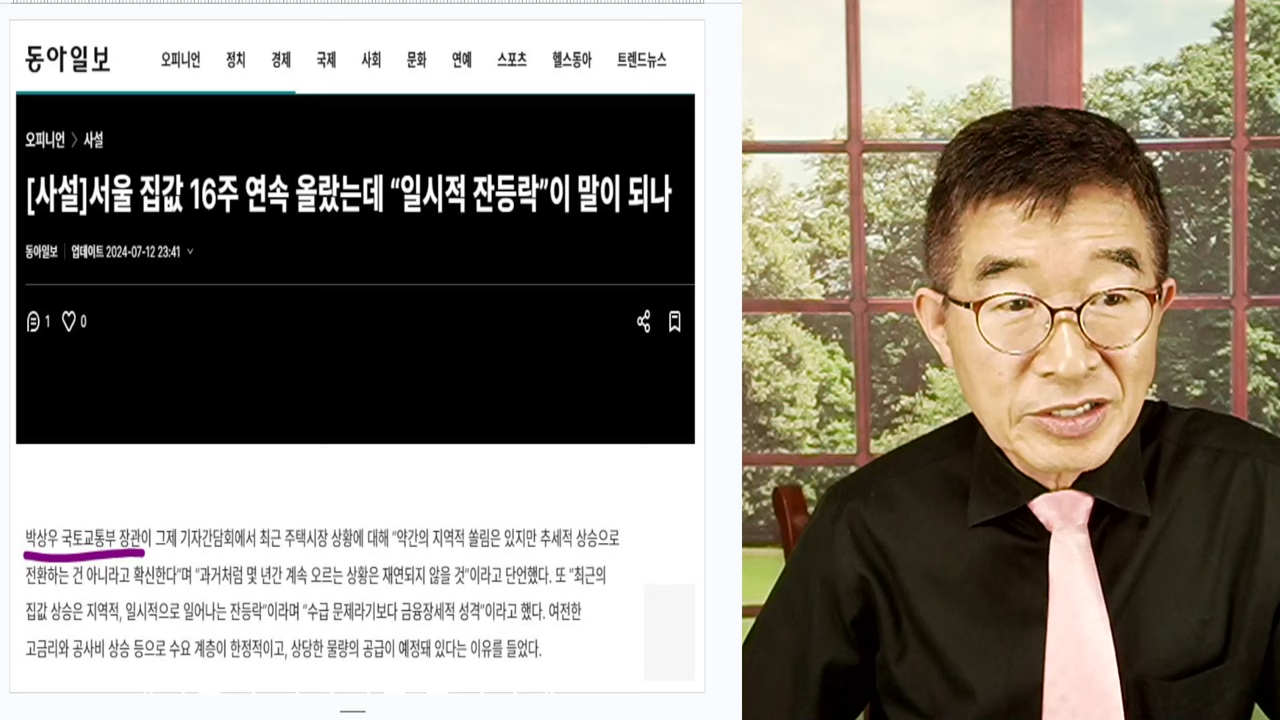 동아일보
오피니언 정치 경제 국제 사회 문화 연예 스포츠 헬스동아 트렌드뉴스
오피니언 > 사설
[사설]서울 집값 16주 연속 올랐는데 “일시적 잔등락”이 말이 되나
동아일보 | 업데이트 2024-07-12 23:41
1 0
박상우 국토교통부 장관이 그제 기자간담회에서 최근 주택시장 상황에 대해 “약간의 지역적 쏠림은 있지만 추세적 상승으로
전환하는 건 아니라고 확신한다”며 “과거처럼 몇 년간 계속 오르는 상황은 재연되지 않을 것”이라고 단언했다. 또 “최근의
집값 상승은 지역적, 일시적으로 일어나는 잔등락”이라며 “수급 문제라기보다 금융장세적 성격”이라고 했다. 여전한
고금리와 공사비 상승 등으로 수요 계층이 한정적이고, 상당한 물량의 공급이 예정돼 있다는 이유를 들었다.